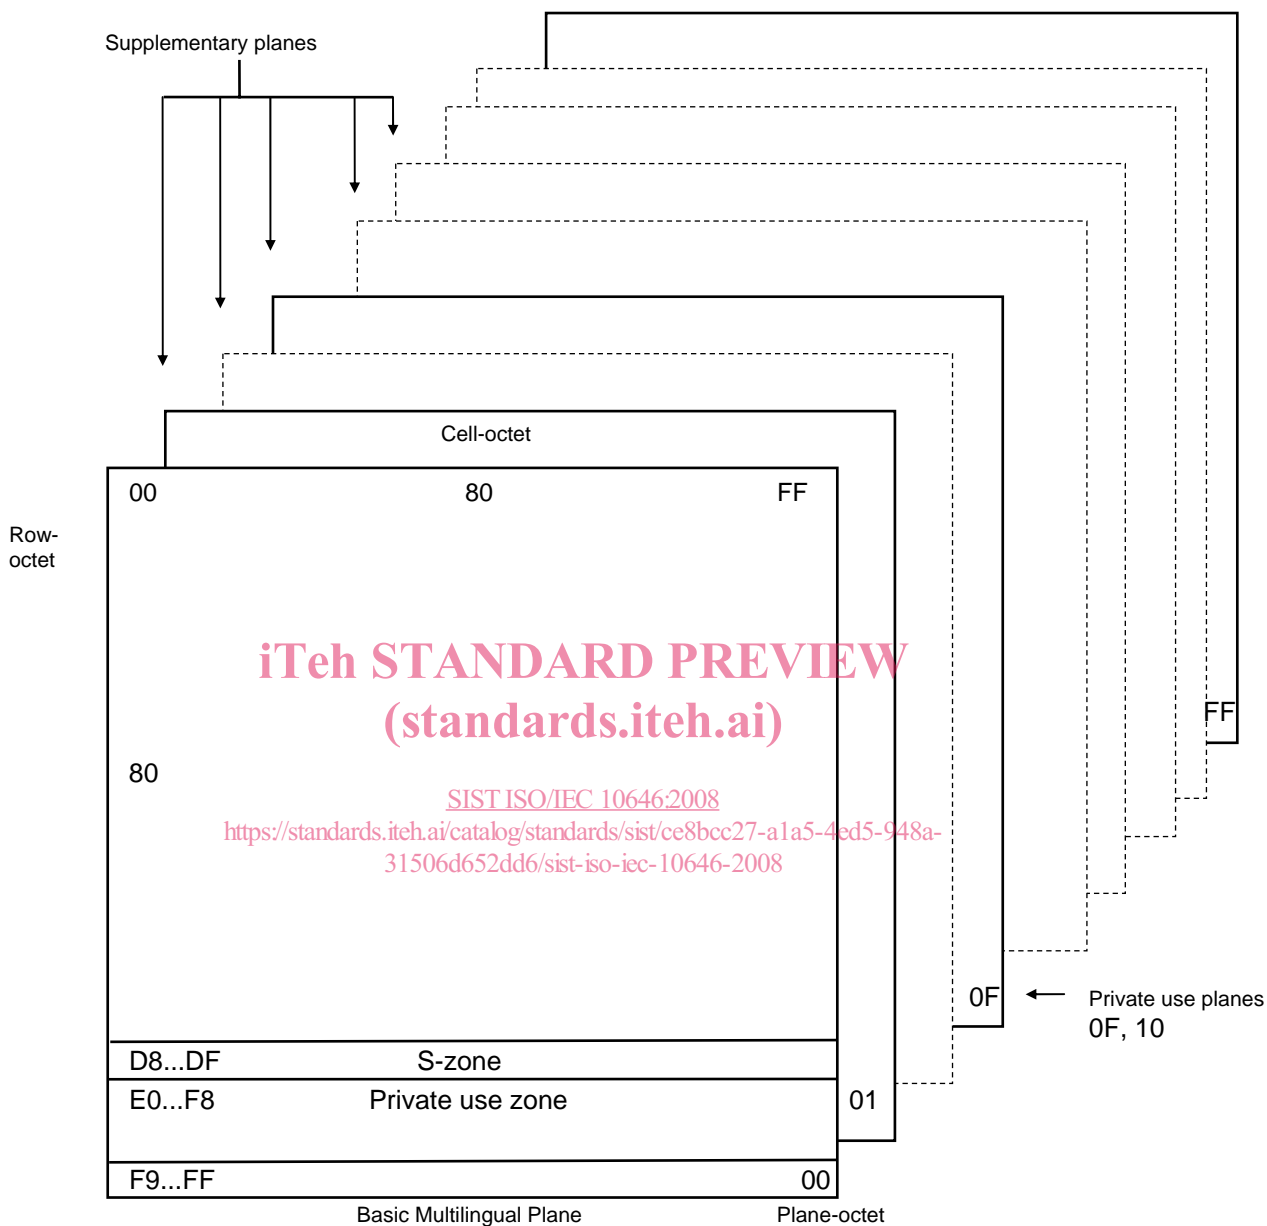 Supplementary planes
Cell-octet
00 80 FF
Row-
octet
iTeh STANDARD PREVIEW
(standards.iteh.ai)
FF
80
SIST ISO/IEC 10646:2008
https://standards.iteh.ai/catalog/standards/sist/ce8bcc27-a1a5-4ed5-948a-
31506d652dd6/sist-iso-iec-10646-2008
0F
Private use planes
0F, 10
D8...DF S-zone
E0...F8 Private use zone
01
F9...FF 00
Basic Multilingual Plane Plane-octet